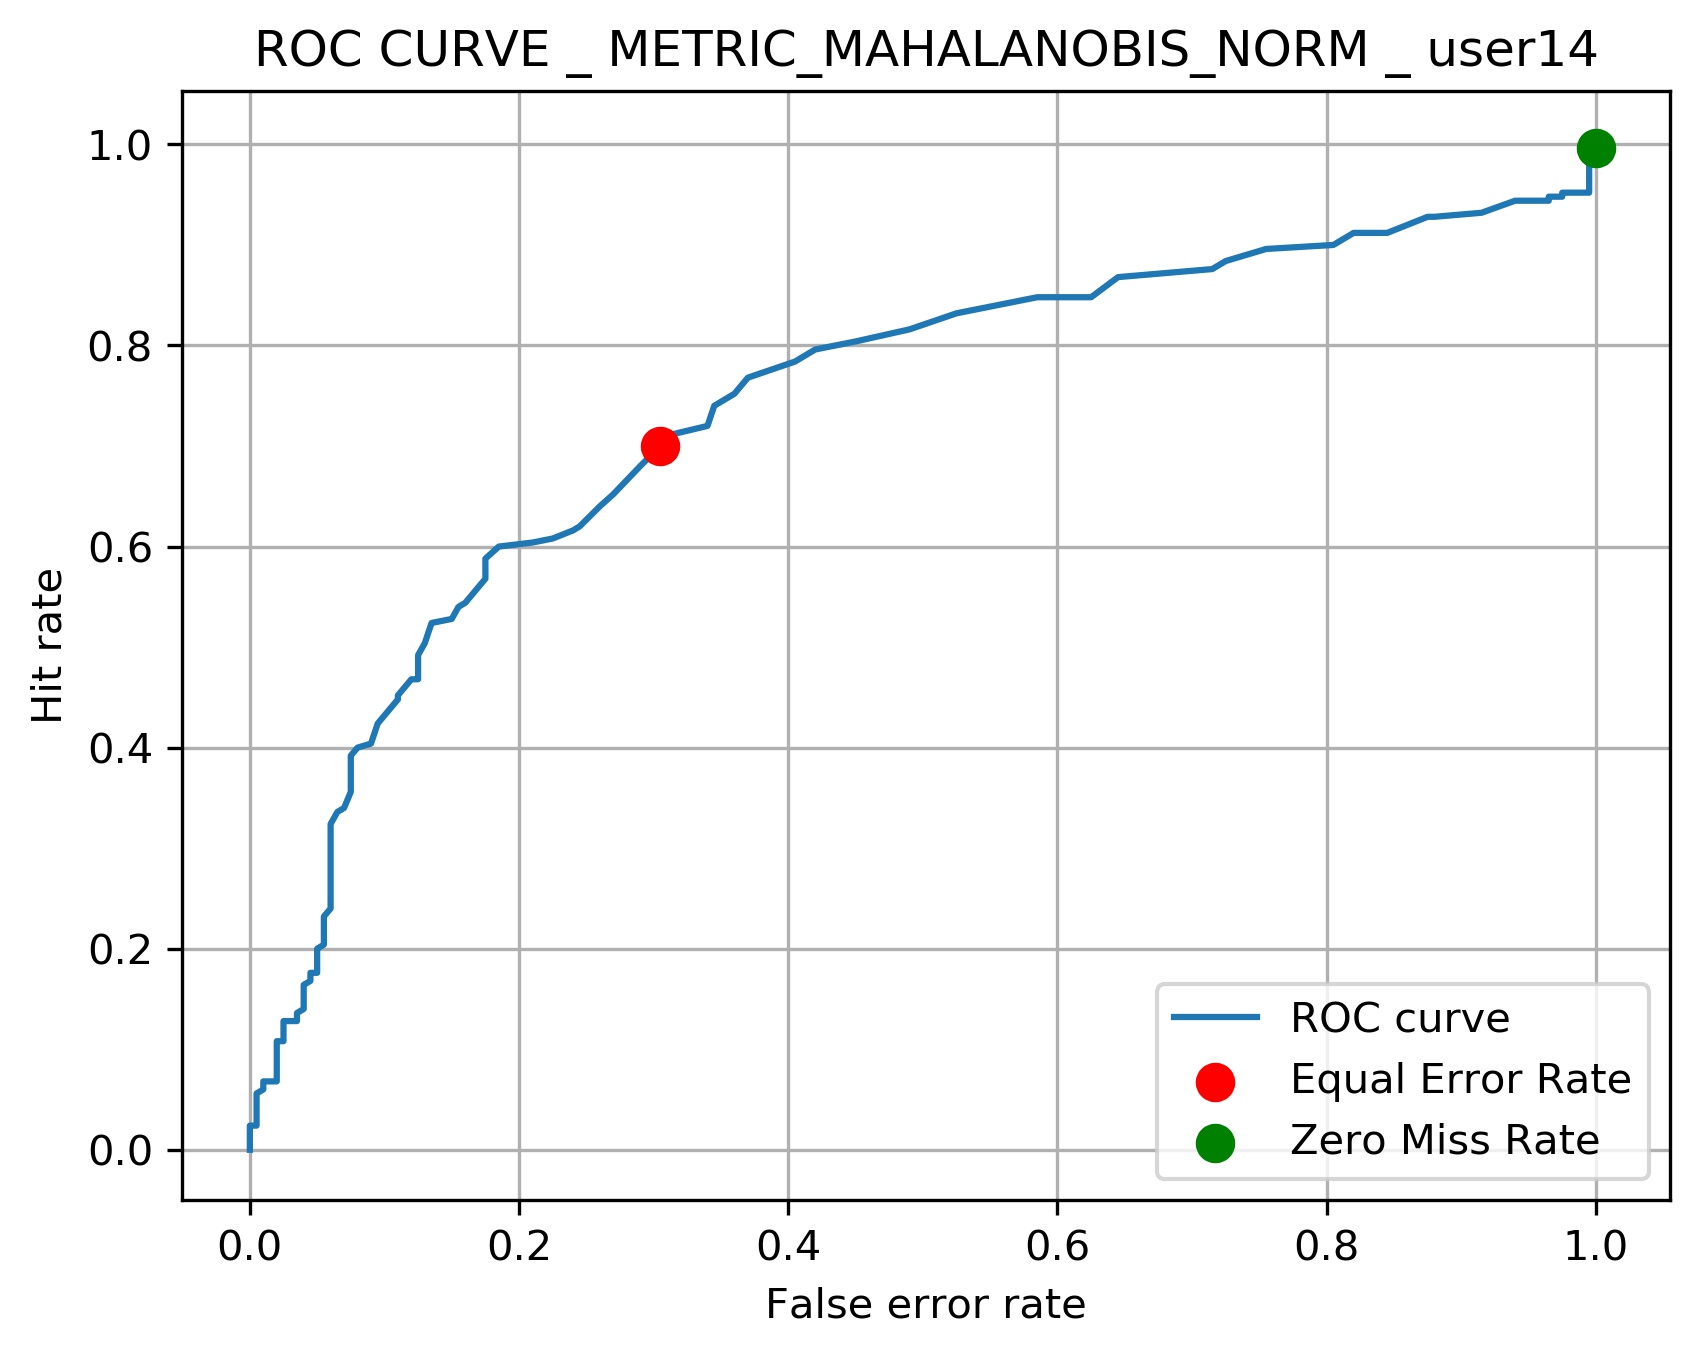 ROC CURVE _ METRIC_MAHALANOBIS_NORM _ user14
1.0
0.8
0.6
0.4
0.2
0.0
Hit rate
ROC curve
Equal Error Rate
Zero Miss Rate
0.0 0.2 0.4 0.6 0.8 1.0
False error rate